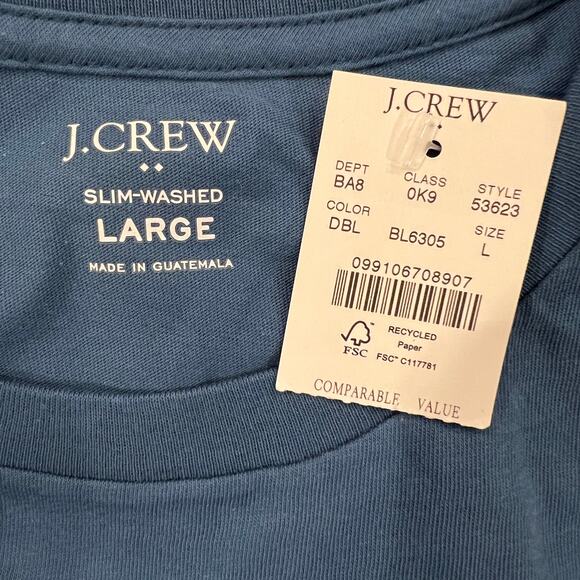 J.CREW
SLIM-WASHED
LARGE
MADE IN GUATEMALA
J.CREW
DEPT CLASS STYLE
BA8 0K9 53623
COLOR SIZE
DBL BL6305 L
099106708907
RECYCLED
Paper
FSC
FSC™ C117781
COMPARABLE VALUE